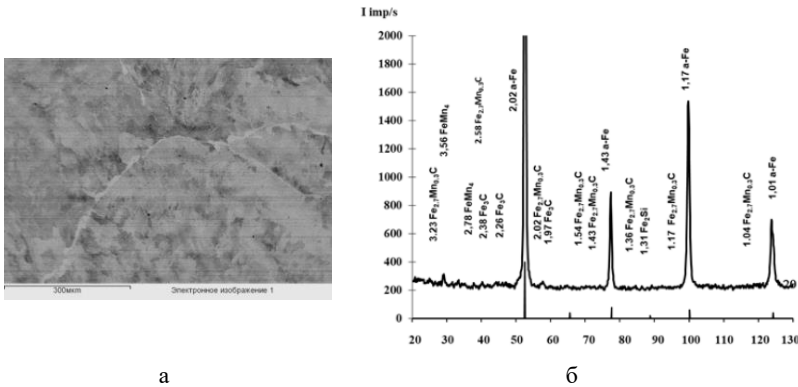 I imp/s
2000
1800
1600
1400
1200
1000
800
600
400
200
0
3.23 Fe2.7Mn0.3C
3,56 FeMn4
2,78 FeMn4
2.58 Fe2.7Mn0.3C
2,38 Fe3C
2,26 Fe3C
2,02 a-Fe
2.02 Fe2.7Mn0.3C
1,97 Fe3C
1.54 Fe2.7Mn0.3C
1.43 Fe2.7Mn0.3C
1,43 a-Fe
1.36 Fe2.7Mn0.3C
1,31 Fe3Si
1.17 Fe2.7Mn0.3C
1,17 a-Fe
1.04 Fe2.7Mn0.3C
1,01 a-Fe
2θ
20 30 40 50 60 70 80 90 100 110 120 130
300мкm
Электронное изображение 1
а
б